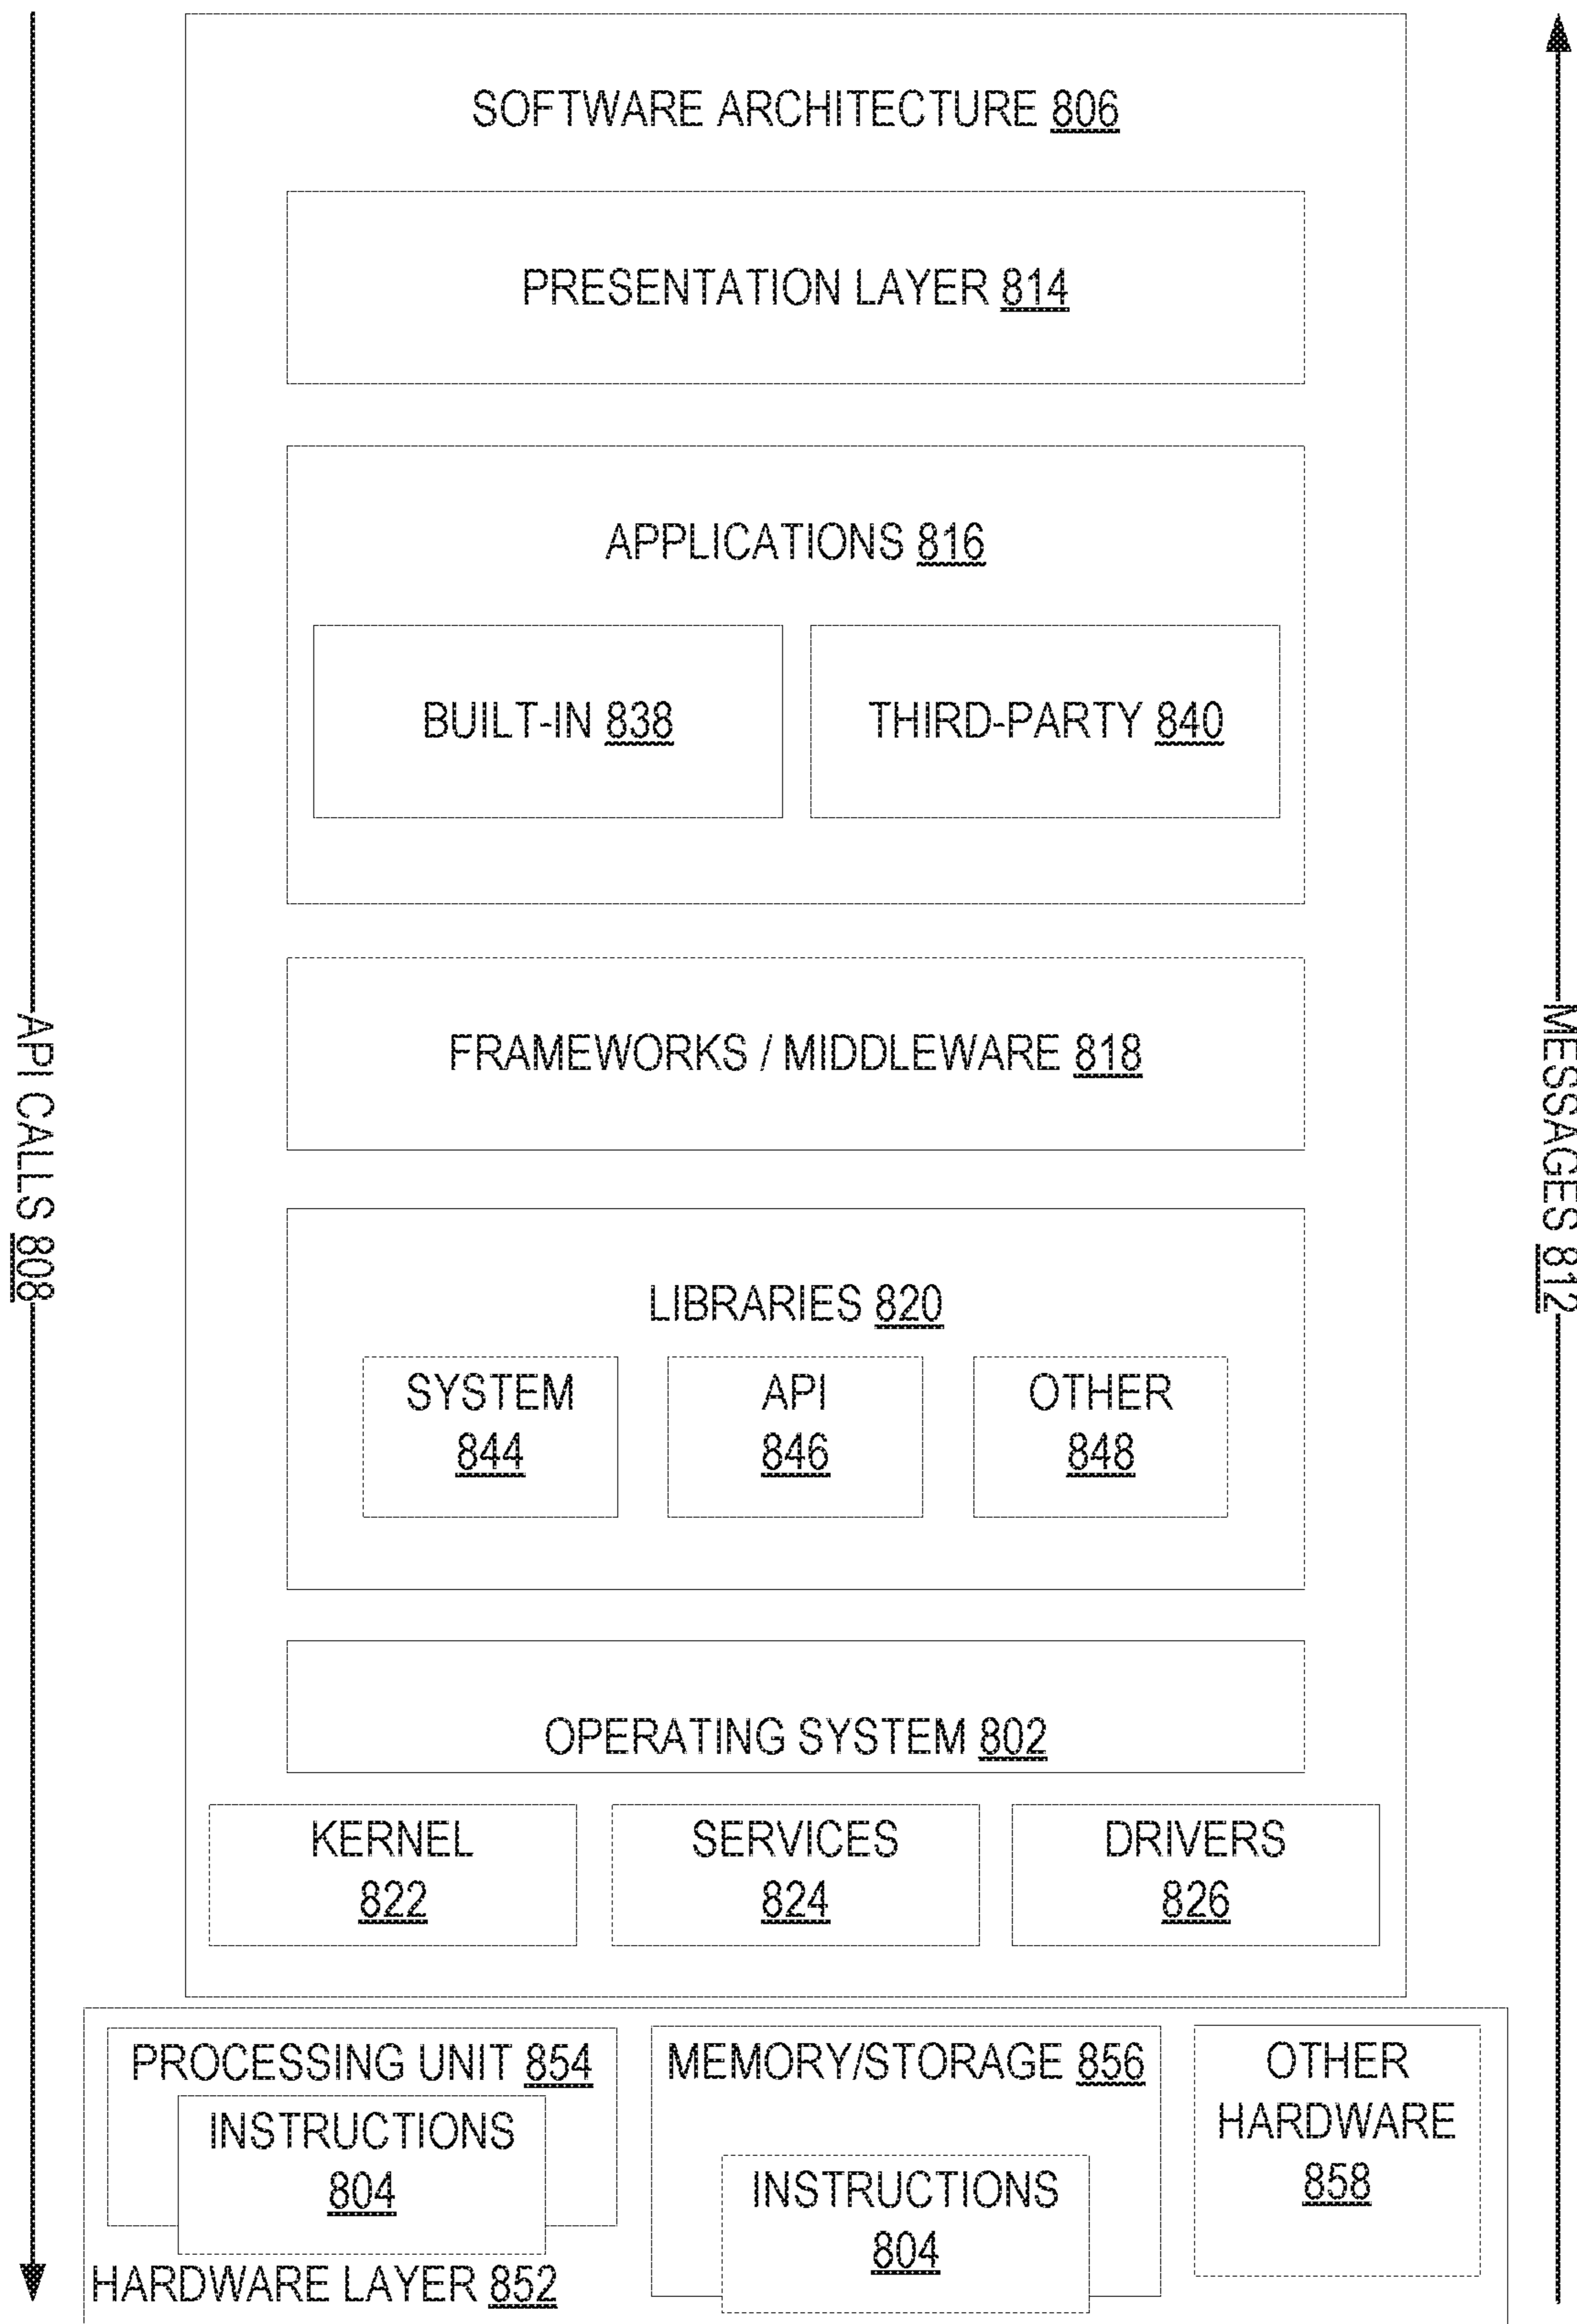 SOFTWARE ARCHITECTURE 806
PRESENTATION LAYER 814
APPLICATIONS 816
BUILT-IN 838
THIRD-PARTY 840
FRAMEWORKS / MIDDLEWARE 818
API CALLS 808
MESSAGES 812
LIBRARIES 820
SYSTEM
844
API
846
OTHER
848
OPERATING SYSTEM 802
KERNEL
822
SERVICES
824
DRIVERS
826
PROCESSING UNIT 854
INSTRUCTIONS
804
MEMORY/STORAGE 856
INSTRUCTIONS
804
OTHER
HARDWARE
858
HARDWARE LAYER 852